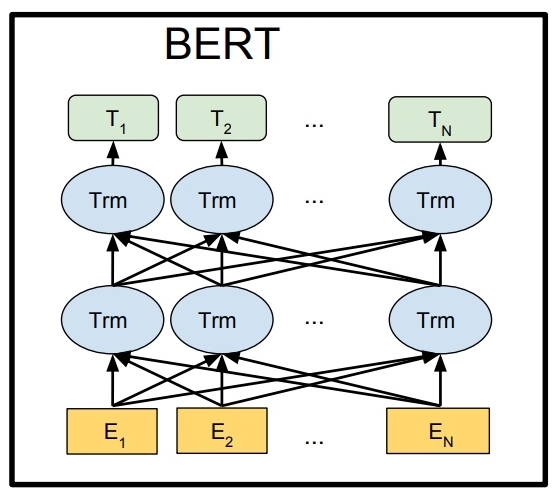 BERT
T1 T2 ... TN
Trm Trm ... Trm
Trm Trm ... Trm
E1 E2 ... EN